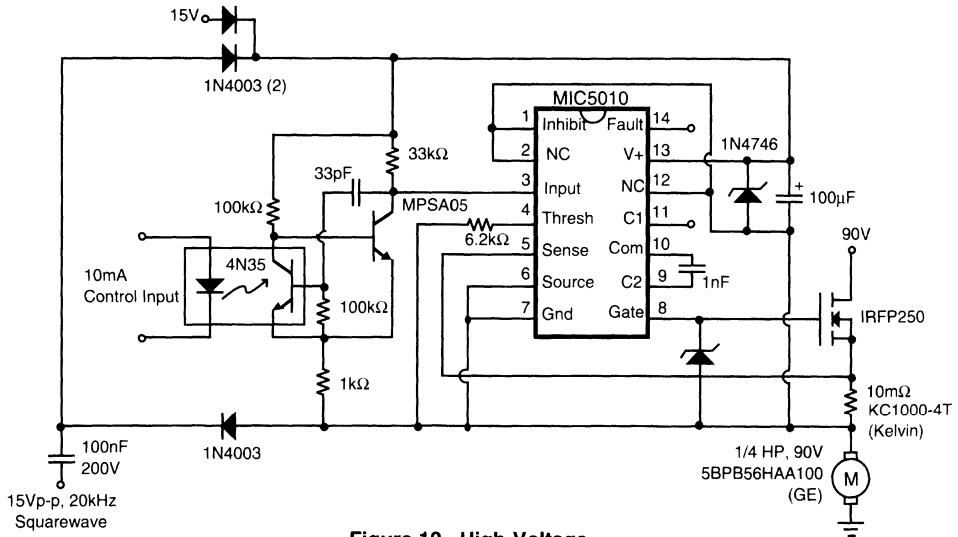 15V
1N4003 (2)
MIC5010
1 Inhibit Fault 14
2 NC V+ 13
3 Input NC 12
4 Thresh C1 11
5 Sense Com 10
6 Source C2 9
7 Gnd Gate 8
1N4746
+
100µF
33kΩ
33pF
MPSA05
100kΩ
6.2kΩ
90V
10mA
Control Input
4N35
100kΩ
1nF
IRFP250
1kΩ
10mΩ
KC1000-4T
(Kelvin)
100nF
200V
1N4003
1/4 HP, 90V
5BPB56HAA100
(GE)
M
15Vp-p, 20kHz
Squarewave
Figure 10. High Voltage